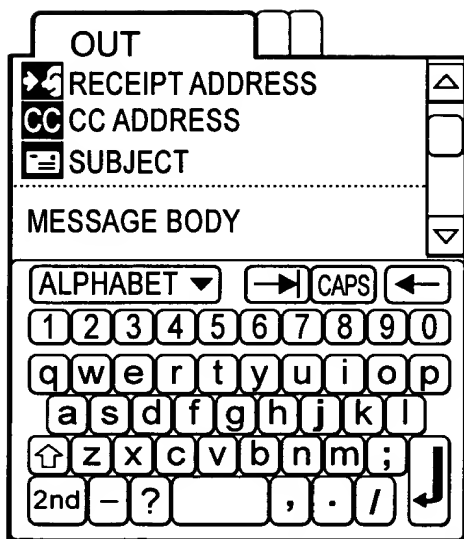 OUT
RECEIPT ADDRESS
CC CC ADDRESS
SUBJECT
MESSAGE BODY
ALPHABET ▼ CAPS
1 2 3 4 5 6 7 8 9 0
q w e r t y u i o p
a s d f g h j k l
z x c v b n m ;
2nd – ? , . /